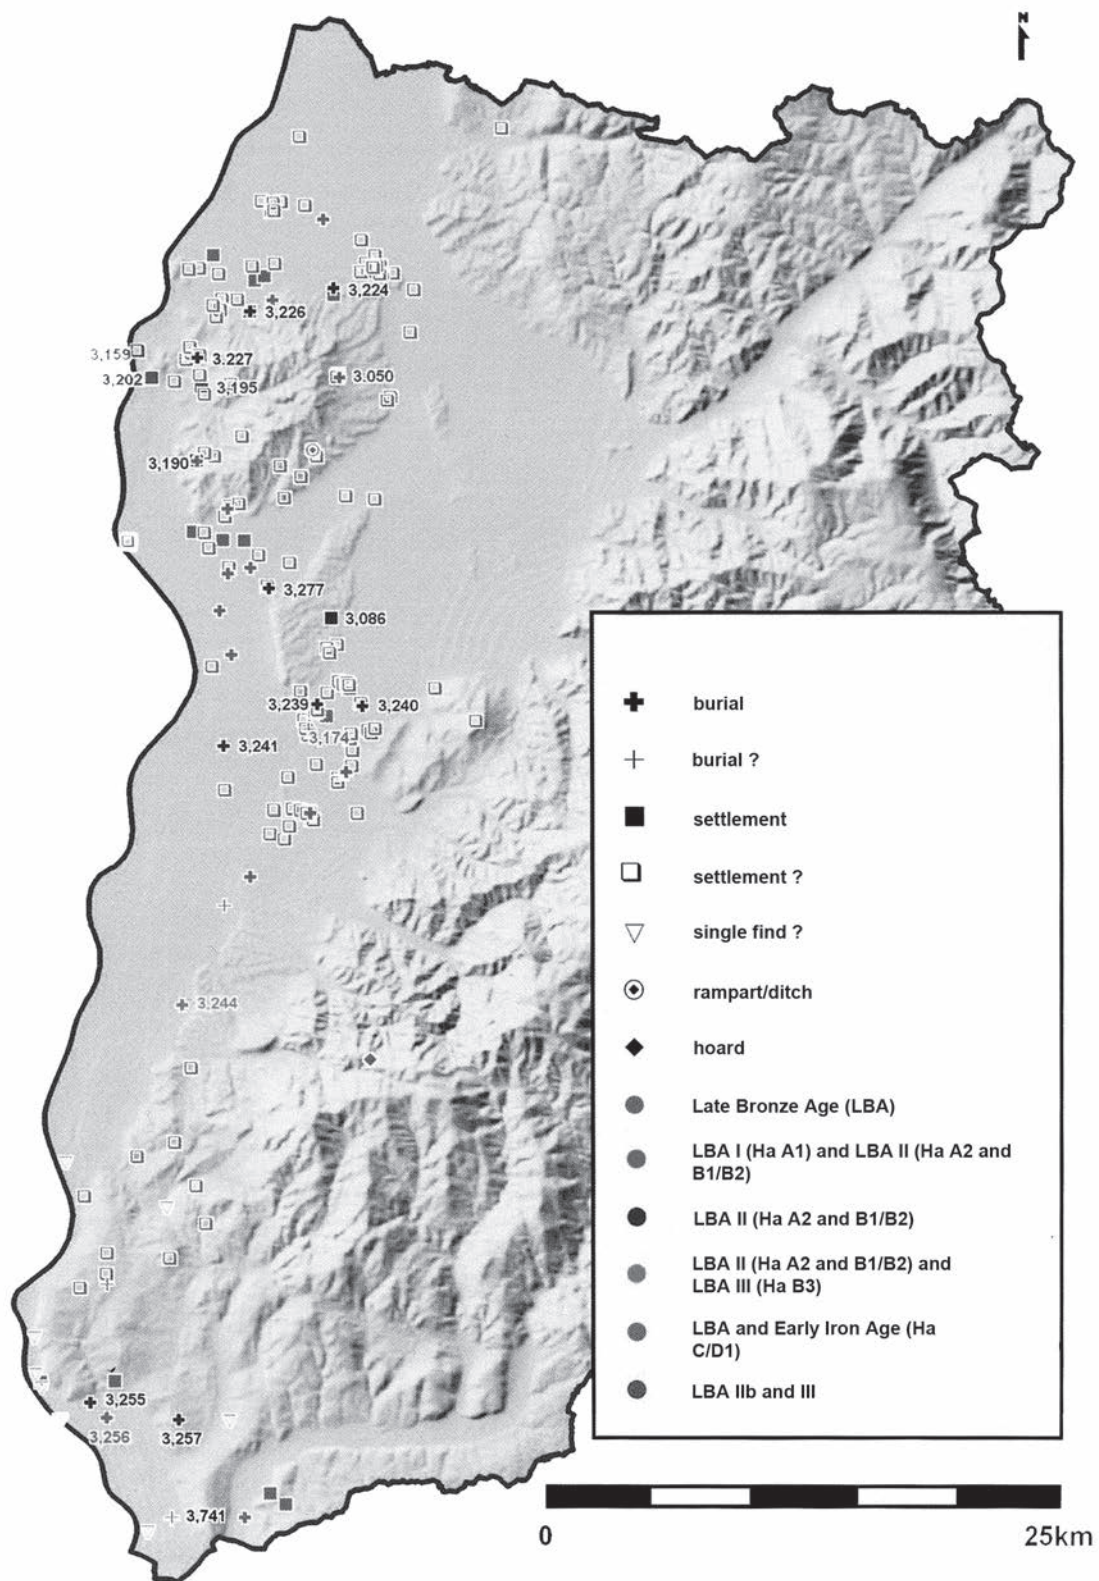 N
3,224
3,226
3,159
3.227
3,202
3,195
3.050
3,190
3,277
3,086
3,239
3,240
3,174
3,241
3,244
3,255
3,256
3,257
3,741
burial
burial ?
settlement
settlement ?
single find ?
rampart/ditch
hoard
Late Bronze Age (LBA)
LBA I (Ha A1) and LBA II (Ha A2 and
B1/B2)
LBA II (Ha A2 and B1/B2)
LBA II (Ha A2 and B1/B2) and
LBA III (Ha B3)
LBA and Early Iron Age (Ha
C/D1)
LBA IIb and III
0
25km